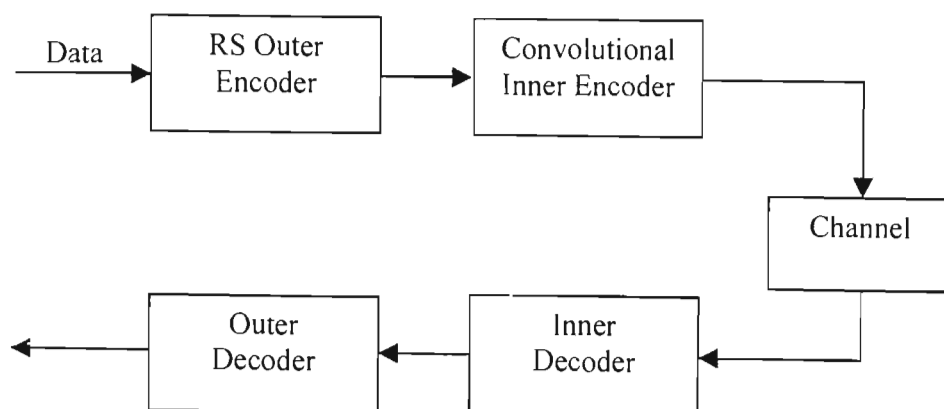 Data
RS Outer
Encoder
Convolutional
Inner Encoder
Channel
Outer
Decoder
Inner
Decoder